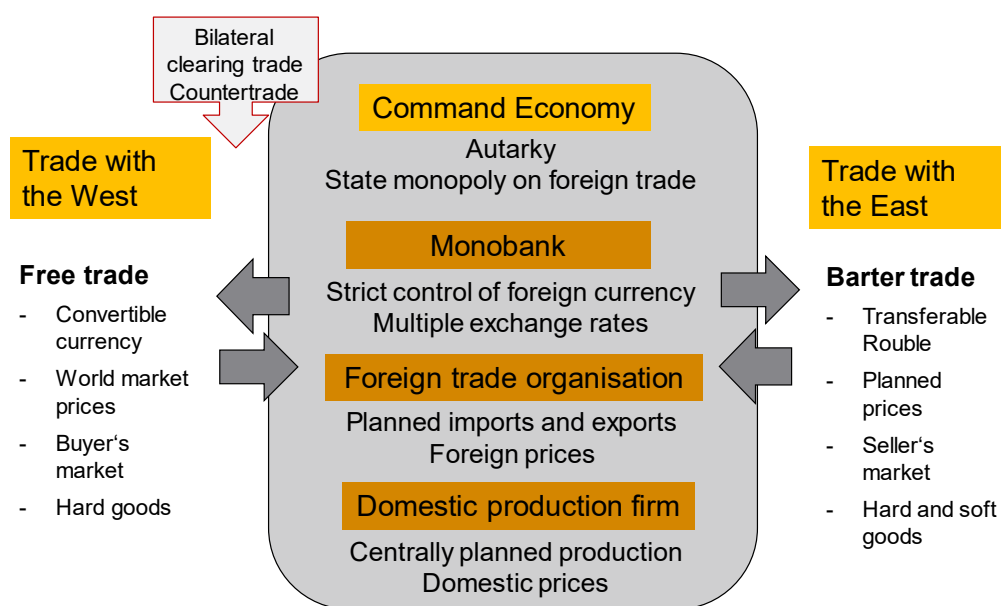 Bilateral
clearing trade
Countertrade
Command Economy
Autarky
State monopoly on foreign trade
Trade with
the West
Trade with
the East
Monobank
Strict control of foreign currency
Multiple exchange rates
Free trade
- Convertible
currency
- World market
prices
- Buyer‘s
market
- Hard goods
Barter trade
- Transferable
Rouble
- Planned
prices
- Seller‘s
market
- Hard and soft
goods
Foreign trade organisation
Planned imports and exports
Foreign prices
Domestic production firm
Centrally planned production
Domestic prices